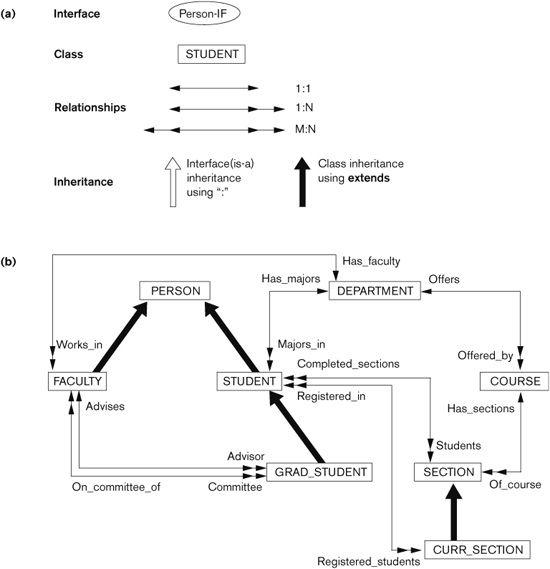 (a)
Interface
Person-IF
Class
STUDENT
Relationships
1:1
1:N
M:N
Inheritance
Interface(is-a)
inheritance
using “:”
Class inheritance
using extends
(b)
Has_faculty
PERSON
Has_majors
DEPARTMENT
Offers
Works_in
Majors_in
Completed_sections
Offered_by
FACULTY
STUDENT
COURSE
Advises
Registered_in
Has_sections
Students
Advisor
GRAD_STUDENT
SECTION
On_committee_of
Committee
Of_course
Registered_students
CURR_SECTION